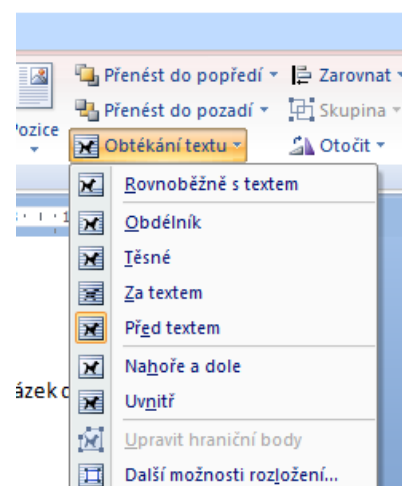 Přenést do popředí
Zarovnat
Přenést do pozadí
Skupina
Pozice
Obtékání textu
Otočit
Rovnoběžně s textem
1
Obdélník
Těsné
Za textem
Před textem
Nahoře a dole
ázek
Uvnitř
Upravit hraniční body
Další možnosti rozložení...